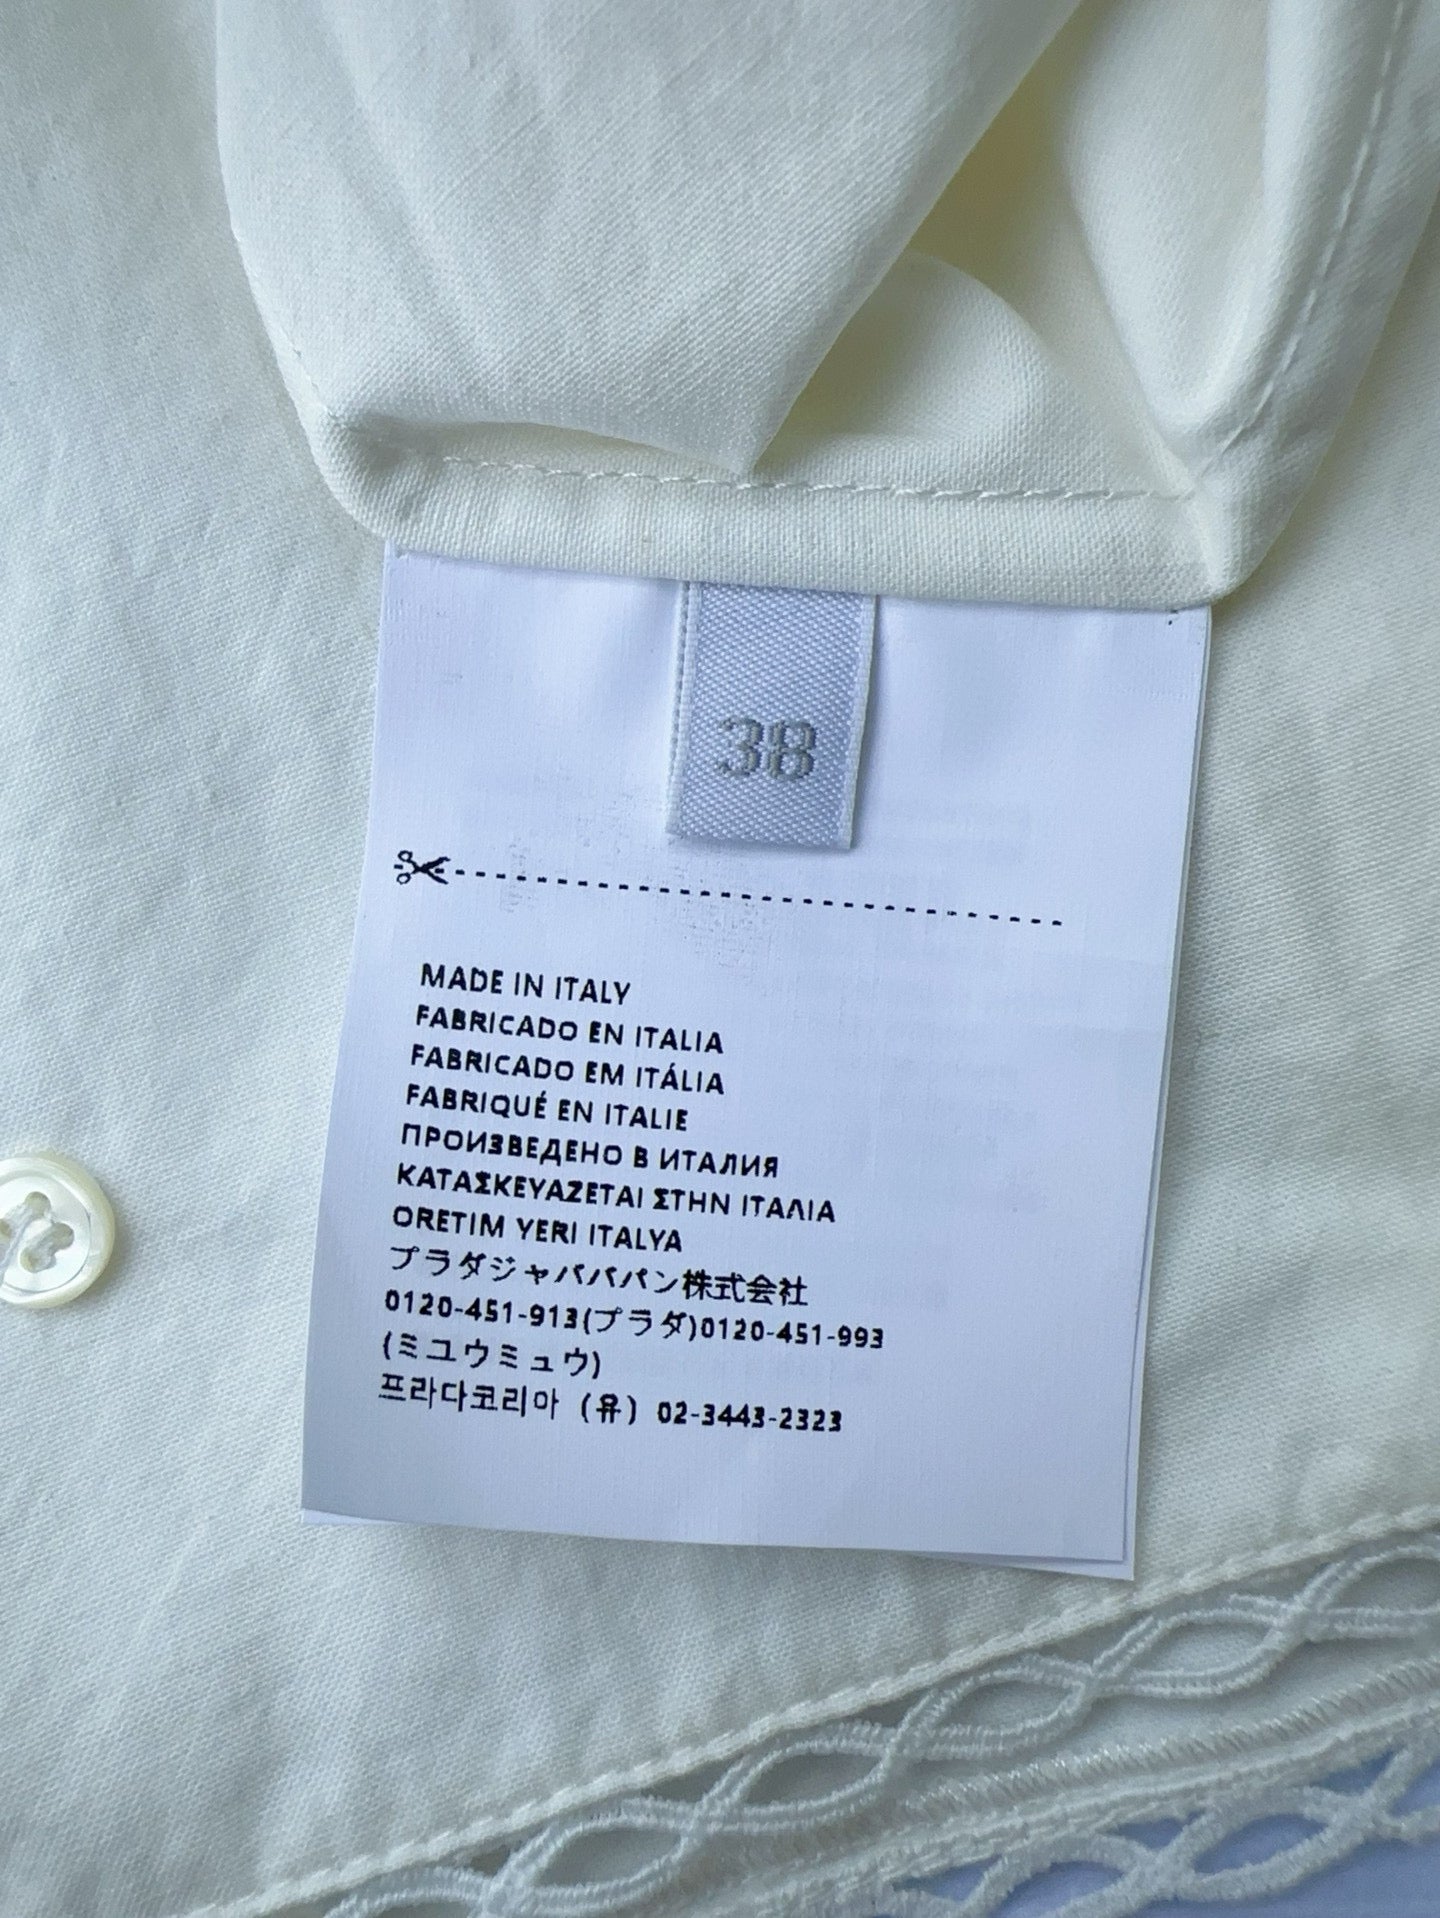 38
MADE IN ITALY
FABRICADO EN ITALIA
FABRICADO EM ITÁLIA
FABRIQUÉ EN ITALIE
ПРОИЗВЕДЕНО В ИТАЛИЯ
ΚΑΤΑΣΚΕΥΑΖΕΤΑΙ ΣΤΗΝ ΙΤΑΛΙΑ
ORETIM YERI ITALYA
プラダジャババパン株式会社
0120-451-913(プラダ)0120-451-993
(ミユウミュウ)
프라다코리아 (유) 02-3443-2323